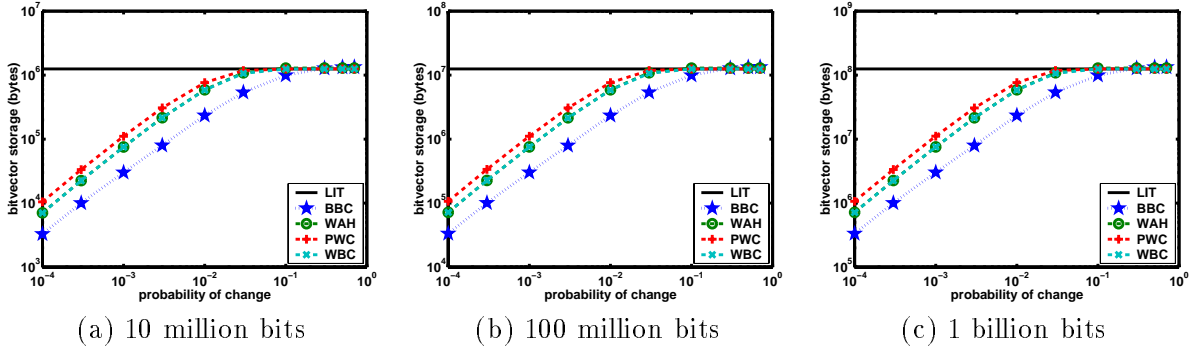 10^7
10^6
10^5
10^4
10^3
bitvector storage (bytes)
LIT
BBC
WAH
PWC
WBC
10^−4 10^−3 10^−2 10^−1 10^0
probability of change
(a) 10 million bits
10^8
10^7
10^6
10^5
10^4
bitvector storage (bytes)
LIT
BBC
WAH
PWC
WBC
10^−4 10^−3 10^−2 10^−1 10^0
probability of change
(b) 100 million bits
10^9
10^8
10^7
10^6
10^5
bitvector storage (bytes)
LIT
BBC
WAH
PWC
WBC
10^−4 10^−3 10^−2 10^−1 10^0
probability of change
(c) 1 billion bits